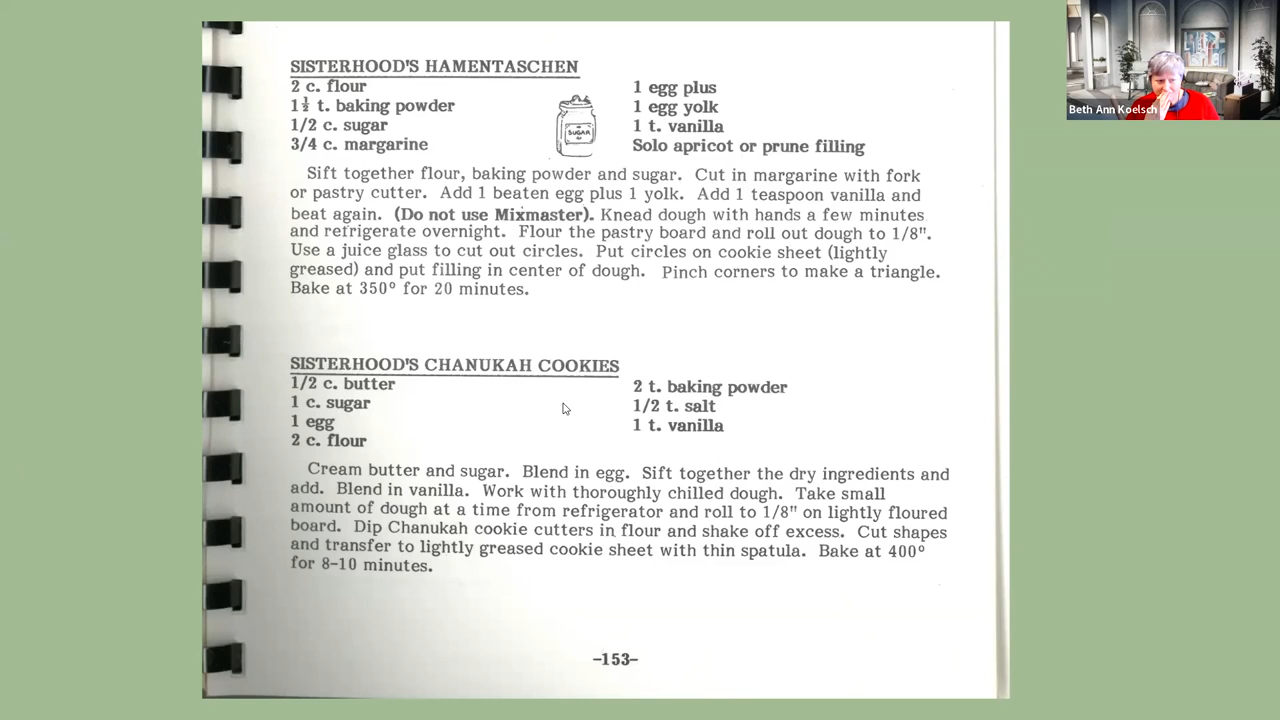 SISTERHOOD'S HAMENTASCHEN
2 c. flour
1½ t. baking powder
1/2 c. sugar
3/4 c. margarine
SUGAR
1 egg plus
1 egg yolk
1 t. vanilla
Solo apricot or prune filling
Sift together flour, baking powder and sugar. Cut in margarine with fork
or pastry cutter. Add 1 beaten egg plus 1 yolk. Add 1 teaspoon vanilla and
beat again. (Do not use Mixmaster). Knead dough with hands a few minutes
and refrigerate overnight. Flour the pastry board and roll out dough to 1/8".
Use a juice glass to cut out circles. Put circles on cookie sheet (lightly
greased) and put filling in center of dough. Pinch corners to make a triangle.
Bake at 350° for 20 minutes.
SISTERHOOD'S CHANUKAH COOKIES
1/2 c. butter
1 c. sugar
1 egg
2 c. flour
2 t. baking powder
1/2 t. salt
1 t. vanilla
Cream butter and sugar. Blend in egg. Sift together the dry ingredients and
add. Blend in vanilla. Work with thoroughly chilled dough. Take small
amount of dough at a time from refrigerator and roll to 1/8" on lightly floured
board. Dip Chanukah cookie cutters in flour and shake off excess. Cut shapes
and transfer to lightly greased cookie sheet with thin spatula. Bake at 400°
for 8-10 minutes.
-153-
Beth Ann Koelsch